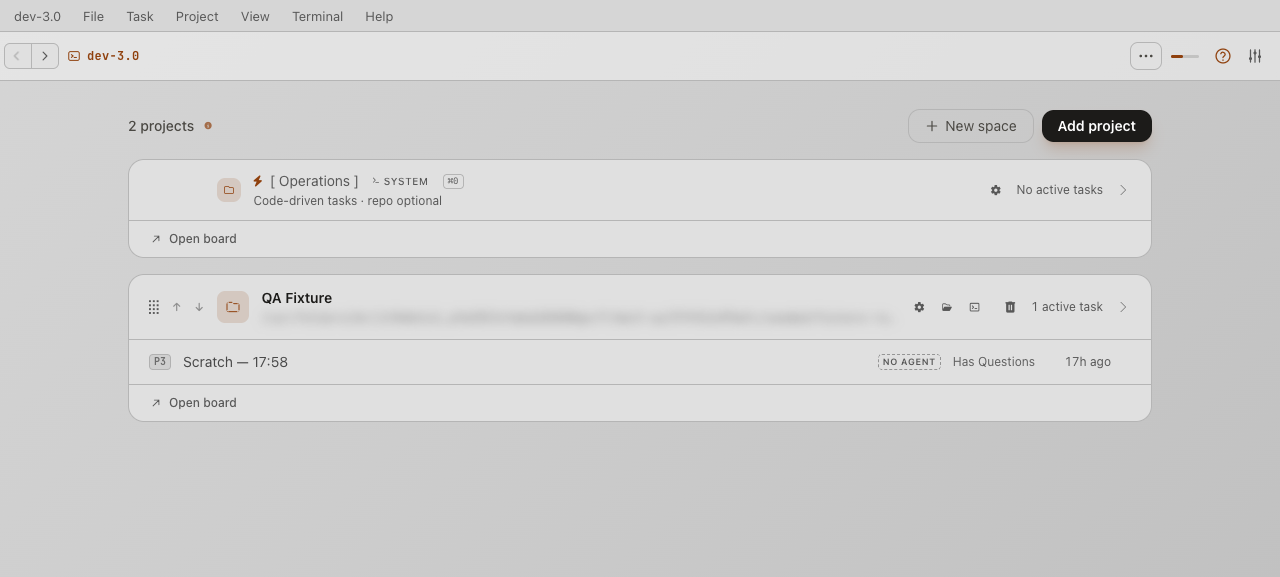 dev-3.0 File Task Project View Terminal Help
dev-3.0
2 projects
New space
Add project
[ Operations ] SYSTEM ⌘0
Code-driven tasks · repo optional
No active tasks
Open board
QA Fixture
1 active task
P3 Scratch — 17:58 NO AGENT Has Questions 17h ago
Open board